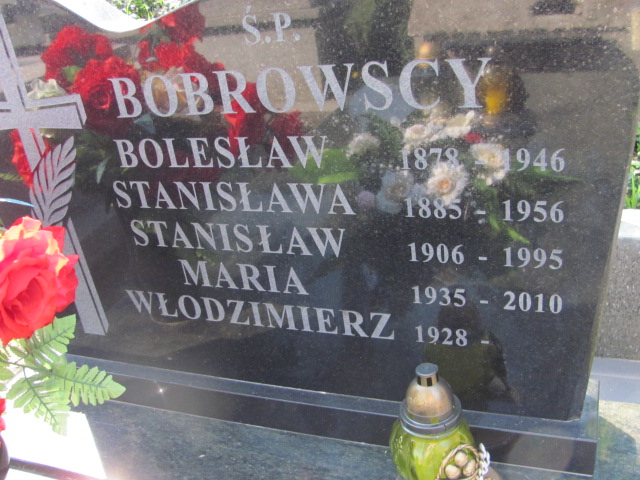 Ś.P.
BOBROWSCY
BOLESŁAW 1878 - 1946
STANISŁAWA 1885 - 1956
STANISŁAW 1906 - 1995
MARIA 1935 - 2010
WŁODZIMIERZ 1928 -